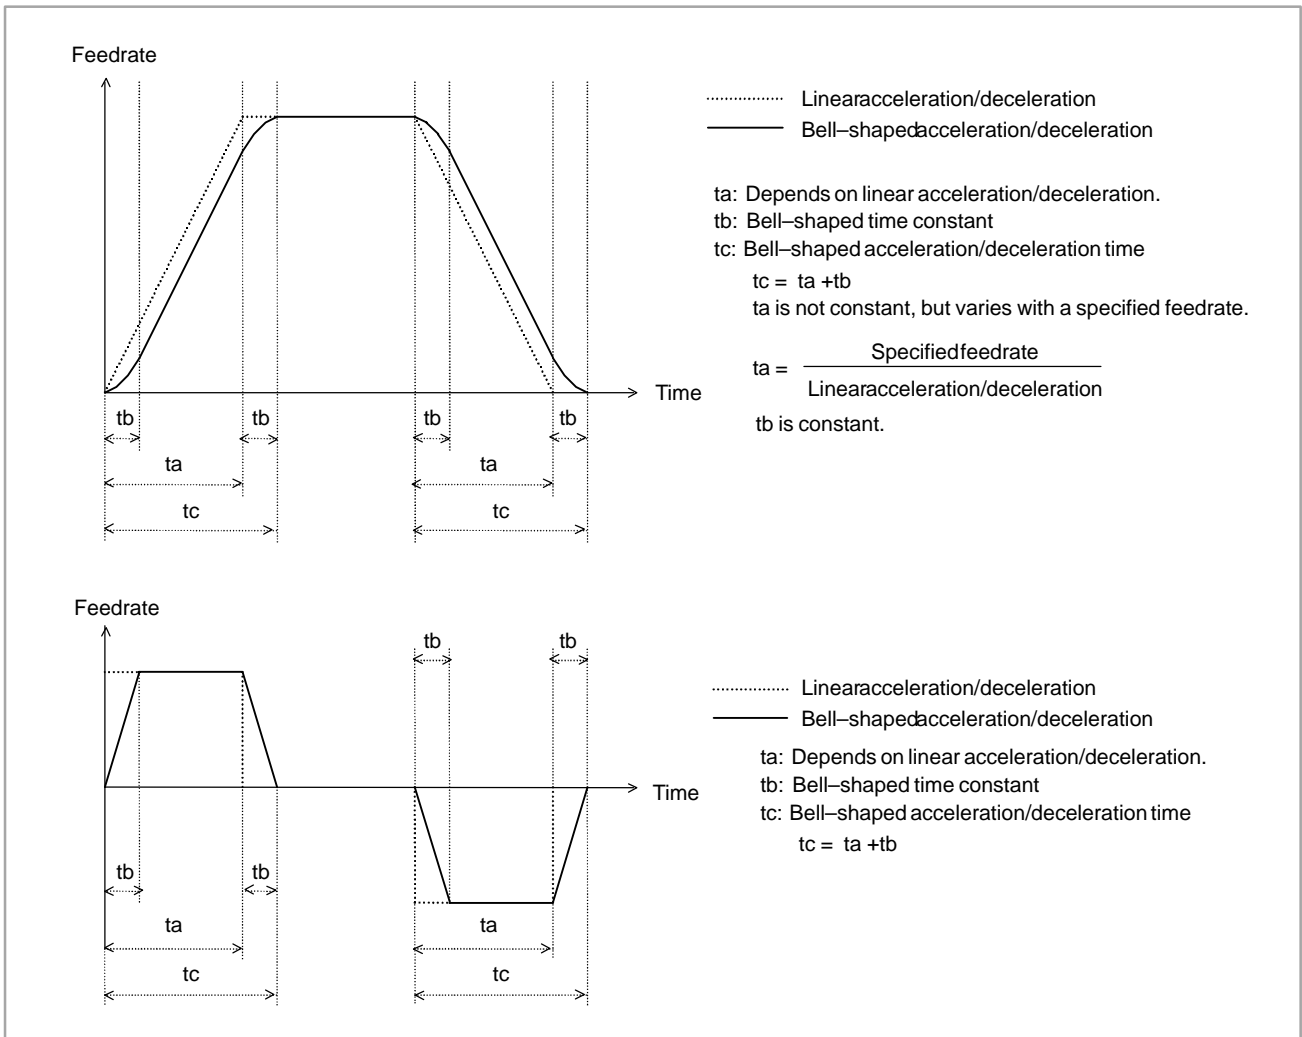 Feedrate
Linearacceleration/deceleration
Bell–shapedacceleration/deceleration
ta: Depends on linear acceleration/deceleration.
tb: Bell–shaped time constant
tc: Bell–shaped acceleration/deceleration time
tc = ta +tb
ta is not constant, but varies with a specified feedrate.
ta = Specifiedfeedrate
Linearacceleration/deceleration
Time
tb tb tb tb
tb is constant.
ta ta
tc tc
Feedrate
tb tb
Linearacceleration/deceleration
Bell–shapedacceleration/deceleration
ta: Depends on linear acceleration/deceleration.
Time
tb: Bell–shaped time constant
tc: Bell–shaped acceleration/deceleration time
tc = ta +tb
tb tb
ta ta
tc tc